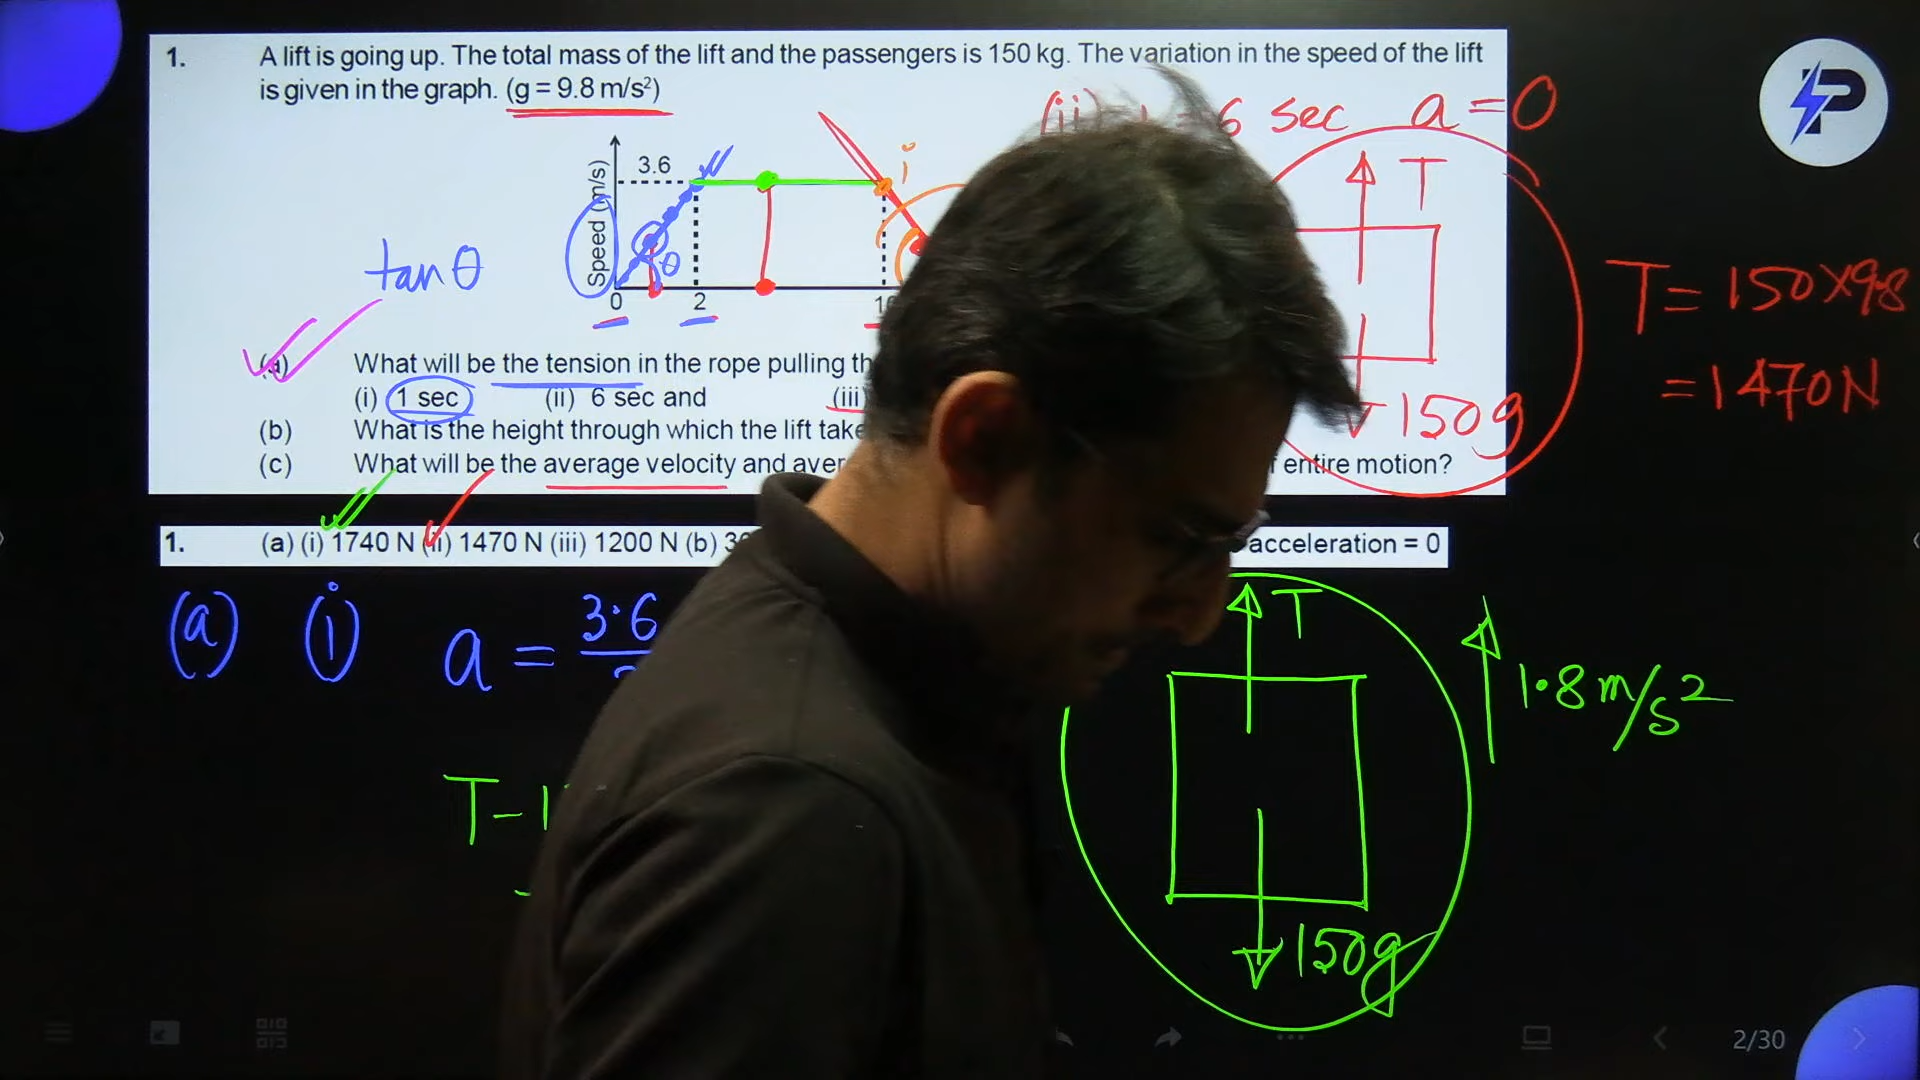 1. A lift is going up. The total mass of the lift and the passengers is 150 kg. The variation in the speed of the lift
is given in the graph. (g = 9.8 m/s²)
(ii) 6 sec a = 0
3.6
i
T
Speed (m/s)
θ
tan θ
0 2
T = 150 × 9.8
= 1470 N
150g
(a) What will be the tension in the rope pulling
(i) 1 sec (ii) 6 sec and (iii)
(b) What is the height through which the lift
(c) What will be the average velocity and entire motion?
1. (a) (i) 1740 N (ii) 1470 N (iii) 1200 N (b) acceleration = 0
(a) (i) a = 3.6
T
1.8 m/s²
T –
150g
2/30